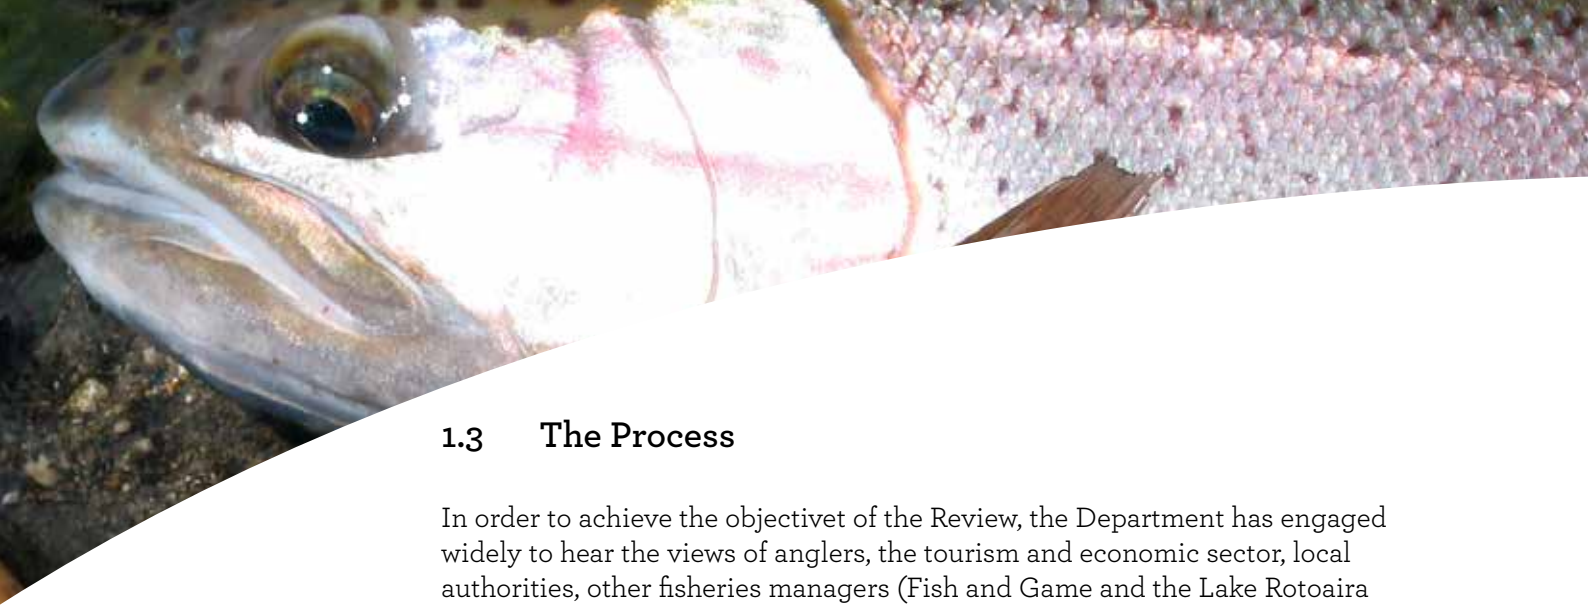 1.3 The Process
In order to achieve the objectivet of the Review, the Department has engaged
widely to hear the views of anglers, the tourism and economic sector, local
authorities, other fisheries managers (Fish and Game and the Lake Rotoaira